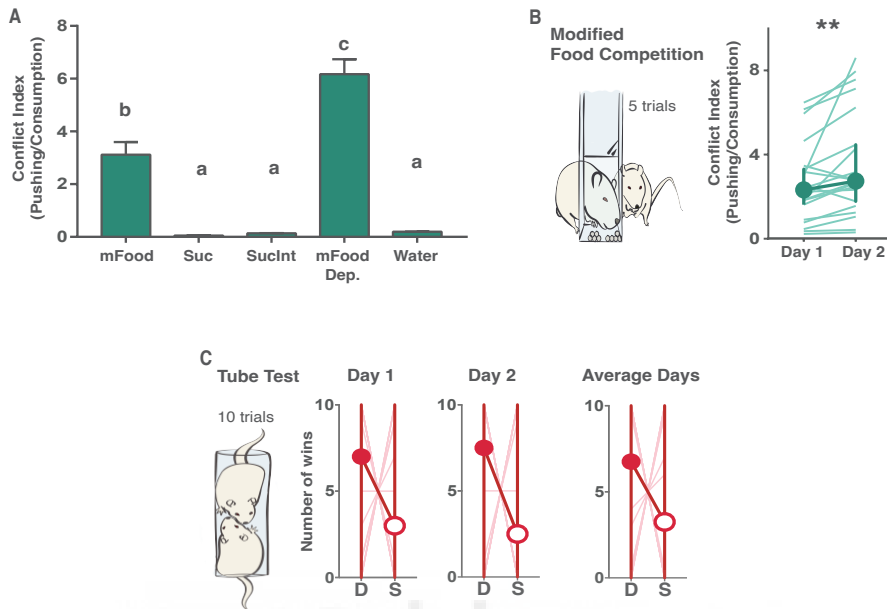 A
Conflict Index
(Pushing/Consumption)
8
6
4
2
0
b
a
a
c
a
mFood
Suc
SucInt
mFood
Dep.
Water
B
Modified
Food Competition
5 trials
**
Conflict Index
(Pushing/Consumption)
8
4
0
Day 1
Day 2
C
Tube Test
10 trials
Day 1
Number of wins
10
5
0
D S
Day 2
10
5
0
D S
Average Days
10
5
0
D S